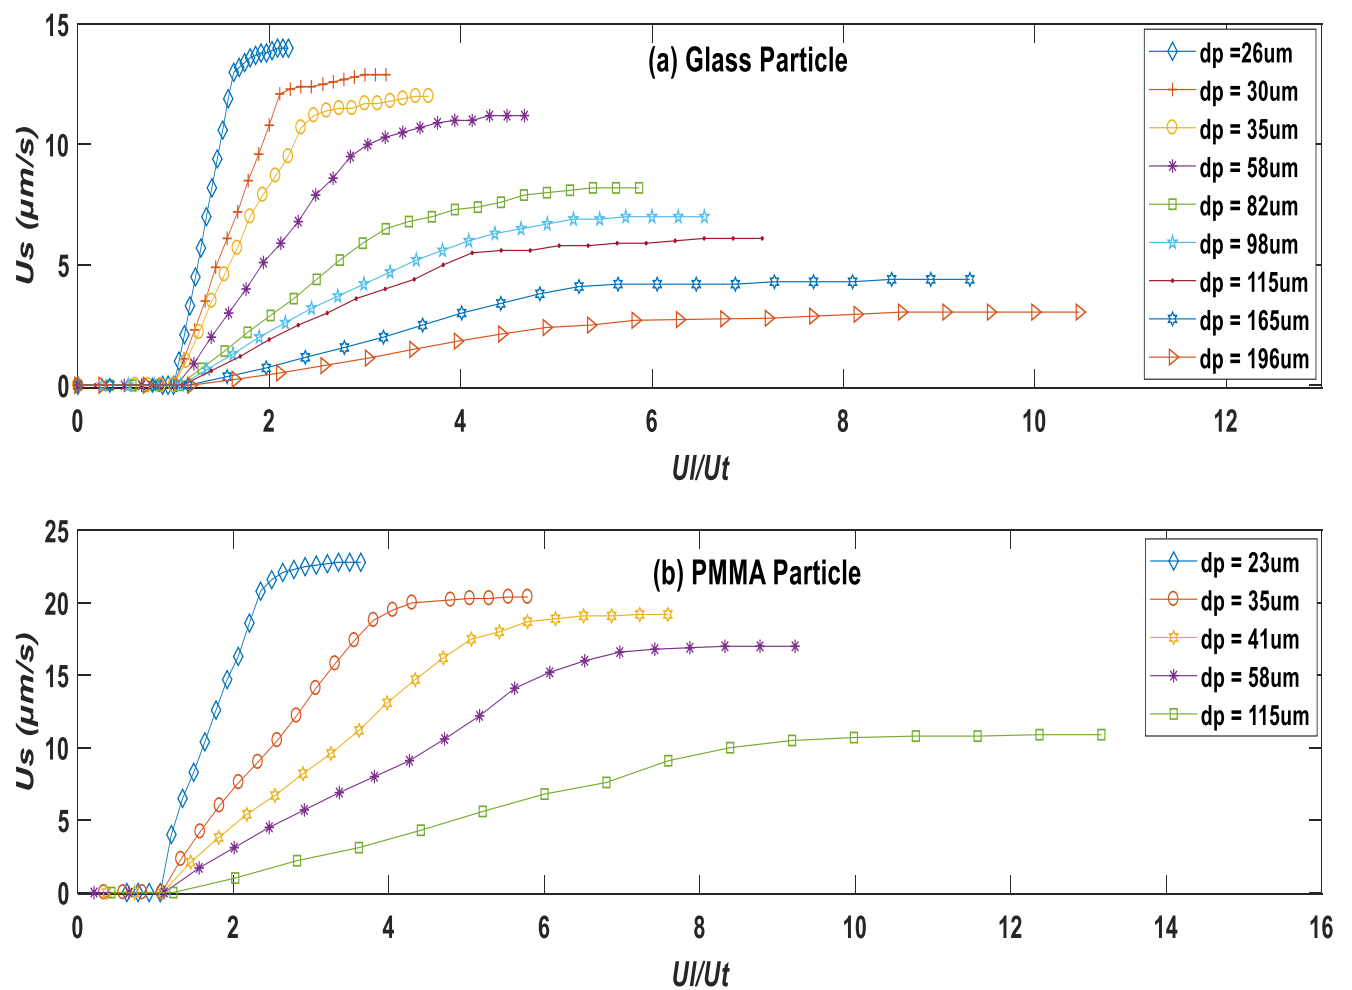 (a) Glass Particle
Us (μm/s)
15
10
5
0
0 2 4 6 8 10 12
Ul/Ut
dp =26um
dp = 30um
dp = 35um
dp = 58um
dp = 82um
dp = 98um
dp = 115um
dp = 165um
dp = 196um
(b) PMMA Particle
Us (μm/s)
25
20
15
10
5
0
0 2 4 6 8 10 12 14 16
Ul/Ut
dp = 23um
dp = 35um
dp = 41um
dp = 58um
dp = 115um